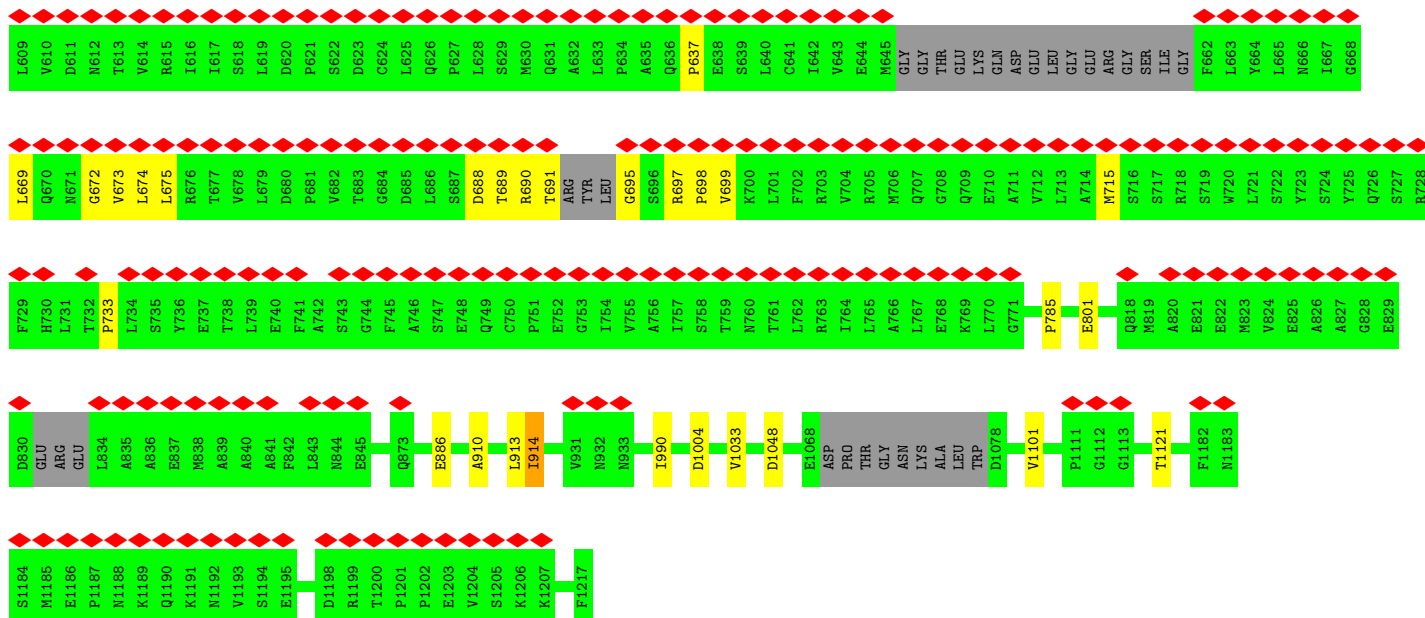 L609 V610 D611 N612 T613 V614 R615 I616 I617 S618 L619 D620 P621 S622 D623 C624 L625 Q626 P627 L628 S629 M630 Q631 A632 L633 P634 A635 Q636 P637 E638 S639 L640 C641 I642 V643 E644 M645 GLY GLY THR GLU LYS GLN ASP GLU LEU GLY GLU ARG GLY SER ILE GLY F662 L663 Y664 L665 N666 I667 G668
L669 Q670 N671 G672 V673 L674 L675 R676 T677 V678 L679 D680 P681 V682 T683 G684 D685 L686 S687 D688 T689 R690 T691 ARG TYR LEU G695 S696 R697 P698 V699 K700 L701 F702 R703 V704 R705 M706 Q707 G708 Q709 E710 A711 V712 L713 A714 M715 S716 S717 R718 S719 W720 L721 S722 Y723 S724 Y725 Q726 S727 R728
F729 H730 L731 T732 P733 L734 S735 Y736 E737 T738 L739 E740 F741 A742 S743 G744 F745 A746 S747 E748 Q749 C750 P751 E752 G753 I754 V755 A756 I757 S758 T759 N760 T761 L762 R763 I764 L765 A766 L767 E768 K769 L770 G771 P785 E801 Q818 M819 A820 E821 E822 M823 V824 E825 A826 A827 G828 E829
D830 GLU ARG GLU L834 A835 A836 E837 M838 A839 A840 A841 F842 L843 N844 E845 Q873 E886 A910 L913 I914 V931 N932 N933 I990 D1004 V1033 D1048 E1068 ASP PRO THR GLY ASN LYS ALA LEU TRP D1078 V1101 P1111 G1112 G1113 T1121 F1182 N1183
S1184 M1185 E1186 P1187 N1188 K1189 Q1190 K1191 N1192 V1193 S1194 E1195 D1198 R1199 T1200 P1201 P1202 E1203 V1204 S1205 K1206 K1207 F1217